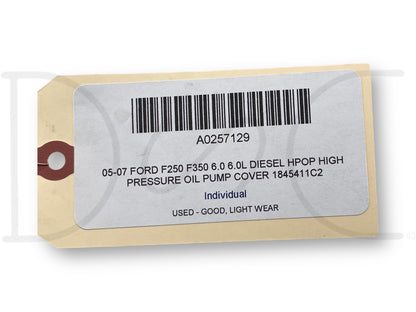 A0257129
05-07 FORD F250 F350 6.0 6.0L DIESEL HPOP HIGH
PRESSURE OIL PUMP COVER 1845411C2
Individual
USED - GOOD, LIGHT WEAR